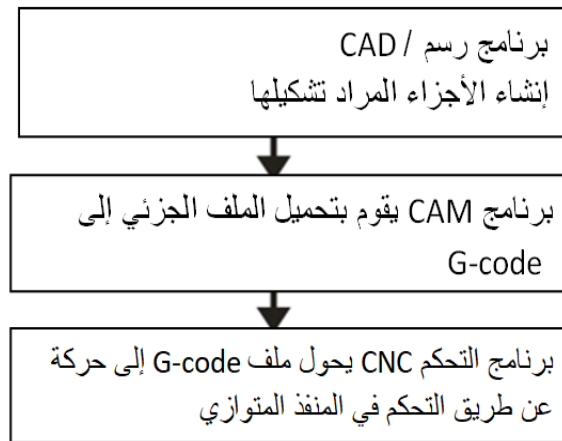 برنامج رسم / CAD
إنشاء الأجزاء المراد تشكيلها
برنامج CAM يقوم بتحميل الملف الجزئي إلى
G-code
برنامج التحكم CNC يحول ملف G-code إلى حركة
عن طريق التحكم في المنفذ المتوازي